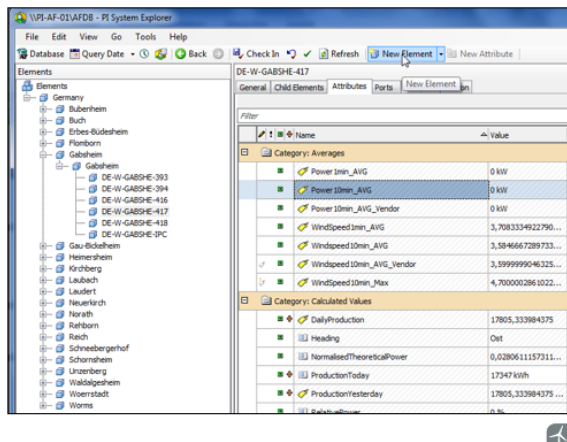 \\PI-AF-01\AFDB - PI System Explorer
File Edit View Go Tools Help
Database Query Date Back Check In Refresh New Element New Attribute
Elements
Elements
Germany
Bubenheim
Buch
Erbes-Büdesheim
Flomborn
Gabsheim
Gabsheim
DE-W-GABSHE-393
DE-W-GABSHE-394
DE-W-GABSHE-416
DE-W-GABSHE-417
DE-W-GABSHE-418
DE-W-GABSHE-IPC
Gau-Bickelheim
Heimersheim
Kirchberg
Laubach
Laudert
Neuerkirch
Norath
Rehborn
Reich
Schneebergerhof
Schornsheim
Unzenberg
Waldalgesheim
Woerrstadt
Worms
DE-W-GABSHE-417
General Child Elements Attributes Ports New Element
Filter
Name Value
Category: Averages
Power1min_AVG 0 kW
Power10min_AVG 0 kW
Power10min_AVG_Vendor 0 kW
WindSpeed1min_AVG 3,7083334922790...
Windspeed10min_AVG 3,5846667289733...
Windspeed10min_AVG_Vendor 3,5999999046325...
WindSpeed10min_Max 4,7000002861022...
Category: Calculated Values
DailyProduction 17805,333984375
Heading Ost
NormalisedTheoreticalPower 0,0280611157311...
ProductionToday 17347 kWh
ProductionYesterday 17805,333984375 ...
RelativePower 0 %